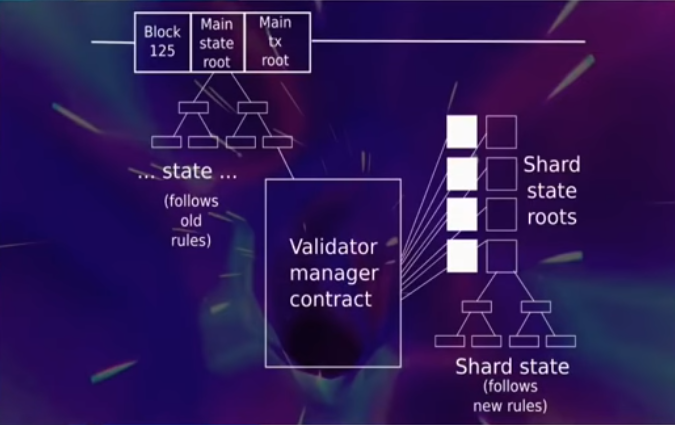 Block
125
Main
state
root
Main
tx
root
... state ...
(follows
old
rules)
Validator
manager
contract
Shard
state
roots
Shard state
(follows
new rules)